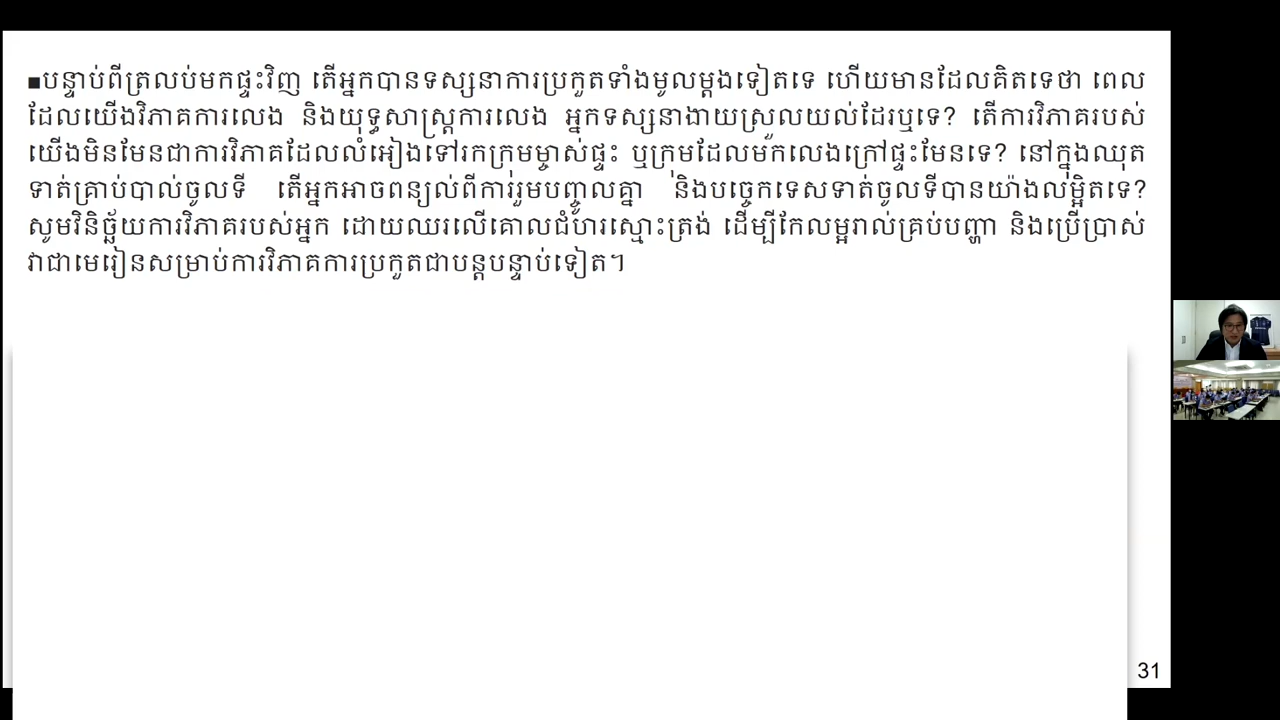 ■បន្ទាប់ពីត្រលប់មកផ្ទះវិញ តើអ្នកបានទស្សនាការប្រកួតទាំងមូលម្តងទៀតទេ ហើយមានដែលគិតទេថា ពេល
ដែលយើងវិភាគការលេង និងយុទ្ធសាស្ត្រការលេង អ្នកទស្សនាងាយស្រួលយល់ដែរឬទេ? តើការវិភាគរបស់
យើងមិនមែនជាការវិភាគដែលលំអៀងទៅរកក្រុមម្ចាស់ផ្ទះ ឬក្រុមដែលមកលេងក្រៅផ្ទះមែនទេ? នៅក្នុងឈុត
ទាត់គ្រាប់បាល់ចូលទី តើអ្នកអាចពន្យល់ពីការរួមបញ្ចូលគ្នា និងបច្ចេកទេសទាត់ចូលទីបានយ៉ាងលម្អិតទេ?
សូមវិនិច្ឆ័យការវិភាគរបស់អ្នក ដោយឈរលើគោលជំហរស្មោះត្រង់ ដើម្បីកែលម្អរាល់គ្រប់បញ្ហា និងប្រើប្រាស់
វាជាមេរៀនសម្រាប់ការវិភាគការប្រកួតជាបន្តបន្ទាប់ទៀត។
31